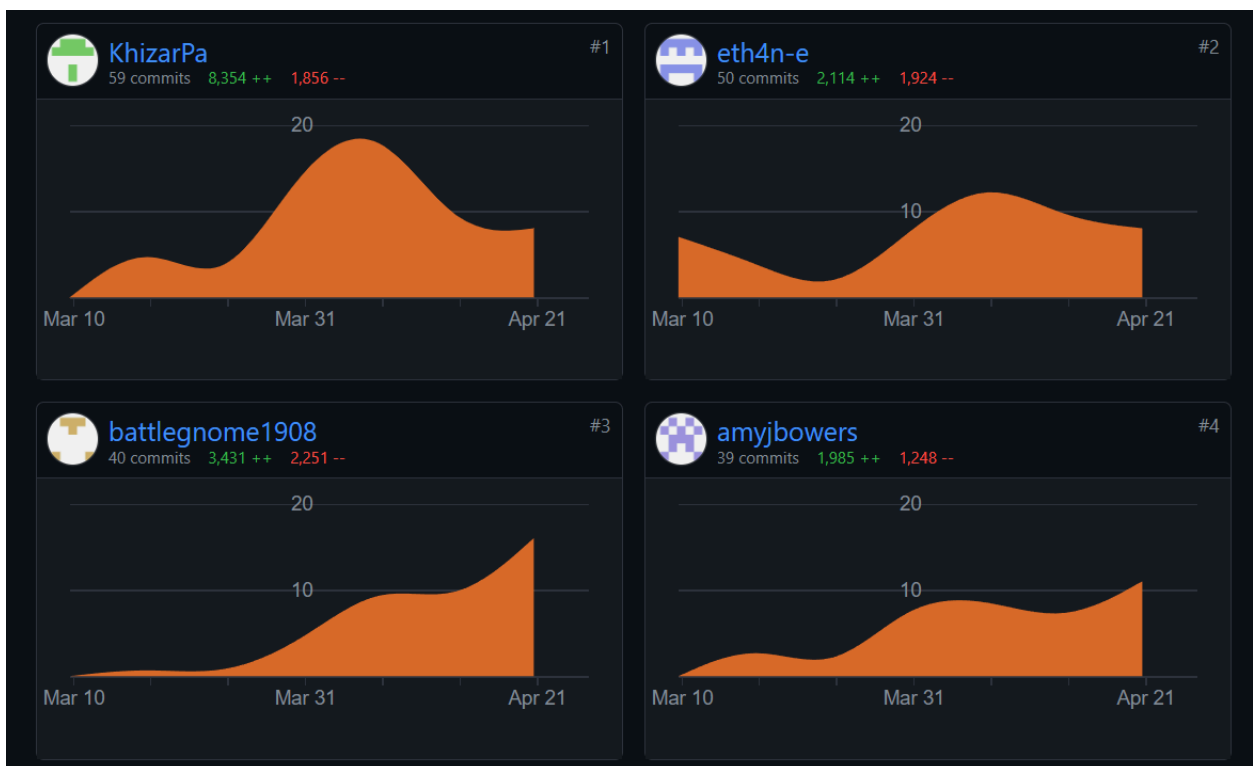 KhizarPa
#1
59 commits 8,354 ++ 1,856 --
20
Mar 10 Mar 31 Apr 21
eth4n-e
#2
50 commits 2,114 ++ 1,924 --
20
10
Mar 10 Mar 31 Apr 21
battlegnome1908
#3
40 commits 3,431 ++ 2,251 --
20
10
Mar 10 Mar 31 Apr 21
amyjbowers
#4
39 commits 1,985 ++ 1,248 --
20
10
Mar 10 Mar 31 Apr 21